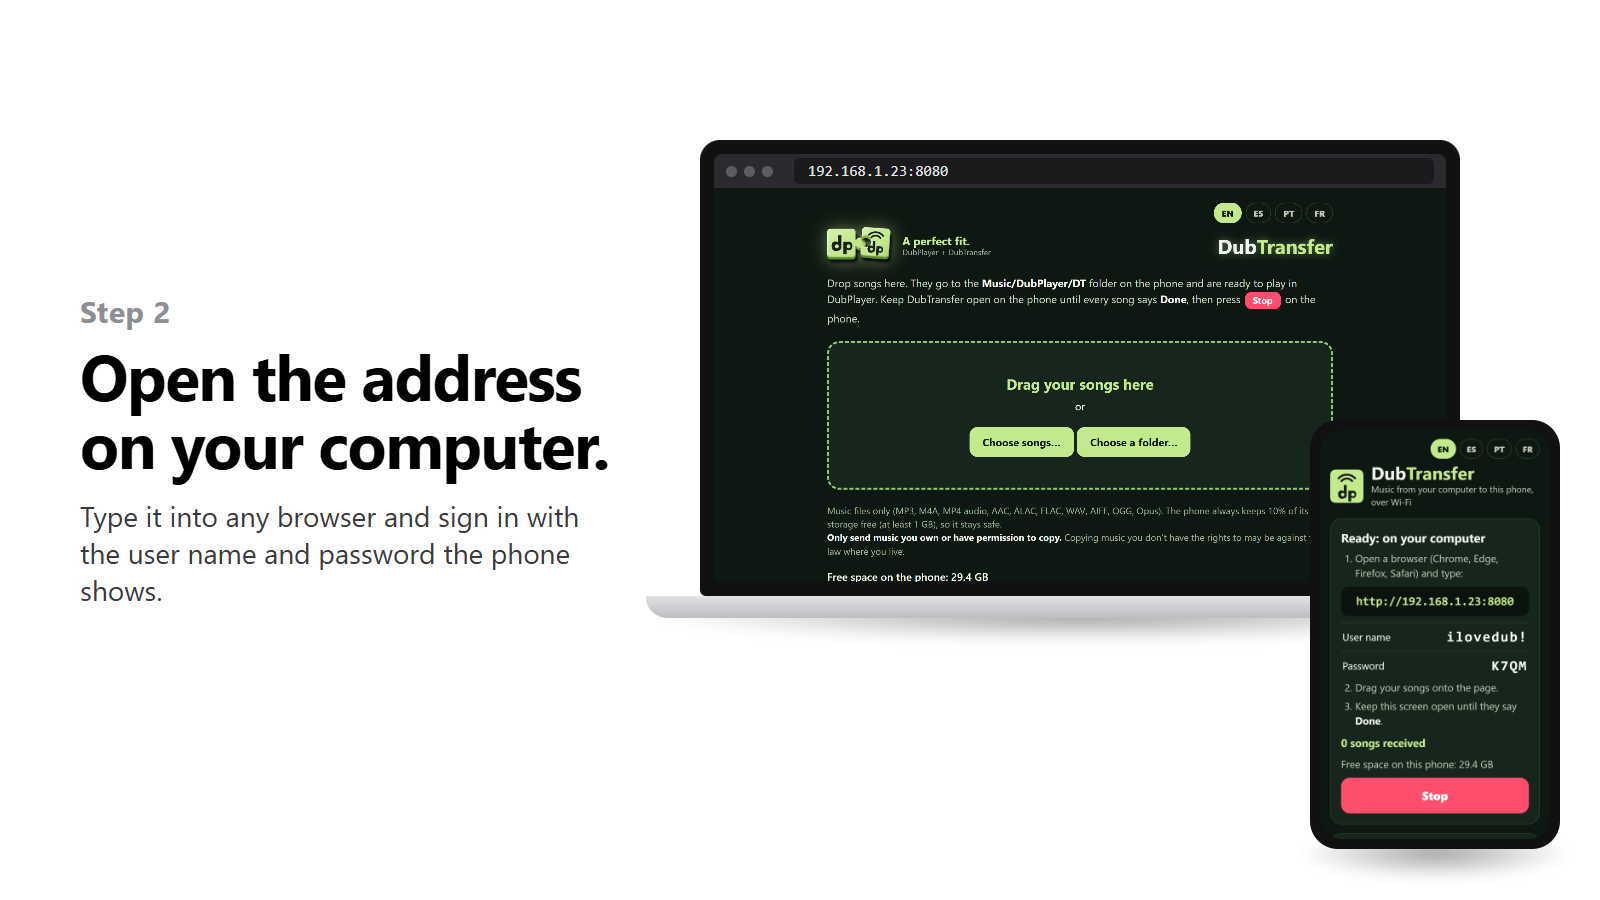 Step 2
Open the address
on your computer.
Type it into any browser and sign in with
the user name and password the phone
shows.
192.168.1.23:8080
EN ES PT FR
dp dp
A perfect fit.
DubPlayer + DubTransfer
DubTransfer
Drop songs here. They go to the Music/DubPlayer/DT folder on the phone and are ready to play in
DubPlayer. Keep DubTransfer open on the phone until every song says Done, then press Stop on the
phone.
Drag your songs here
or
Choose songs... Choose a folder...
Music files only (MP3, M4A, MP4 audio, AAC, ALAC, FLAC, WAV, AIFF, OGG, Opus). The phone always keeps 10% of its
storage free (at least 1 GB), so it stays safe.
Only send music you own or have permission to copy. Copying music you don't have the rights to may be against
law where you live.
Free space on the phone: 29.4 GB
EN ES PT FR
dp
DubTransfer
Music from your computer to this phone,
over Wi-Fi
Ready: on your computer
1. Open a browser (Chrome, Edge,
Firefox, Safari) and type:
http://192.168.1.23:8080
User name ilovedub!
Password K7QM
2. Drag your songs onto the page.
3. Keep this screen open until they say
Done.
0 songs received
Free space on this phone: 29.4 GB
Stop